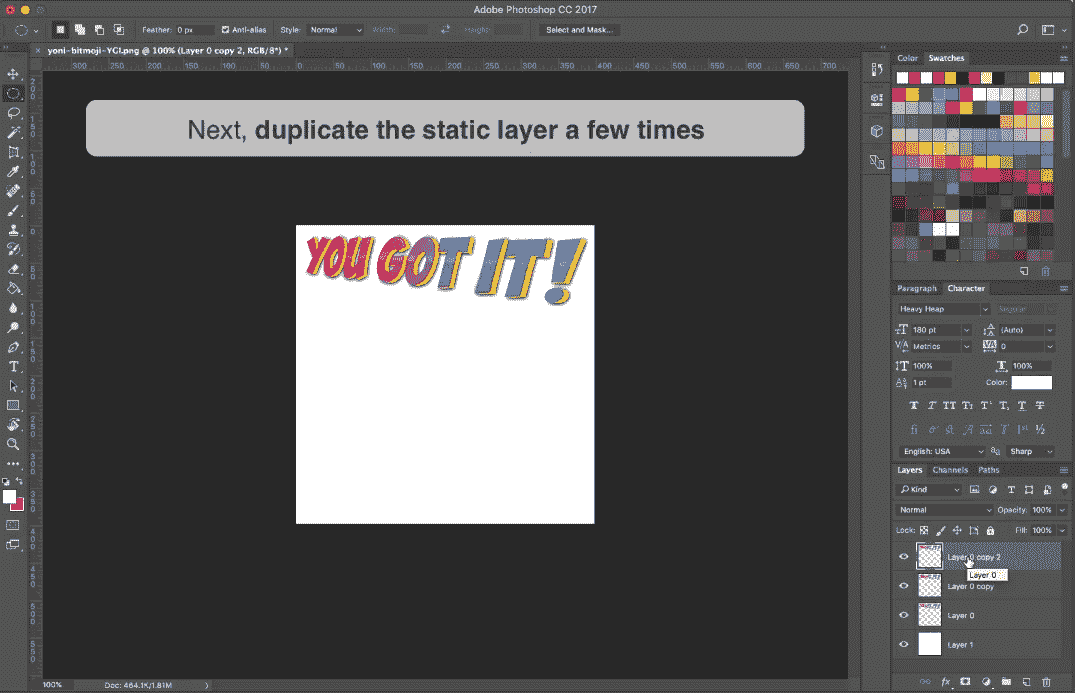 Adobe Photoshop CC 2017
Feather: 0 px Anti-alias Style: Normal Width: Height: Select and Mask...
× yoni-bitmoji-YGI.png @ 100% (Layer 0 copy 2, RGB/8*) *
300 250 200 150 100 50 0 50 100 150 200 250 300 350 400 450 500 550 600 650 700
Next, duplicate the static layer a few times
YOU GOT IT!
Color Swatches
Paragraph Character
Heavy Heap Regular
180 pt (Auto)
Metrics 0
100% 100%
1 pt Color:
English: USA Sharp
Layers Channels Paths
Kind
Normal Opacity: 100%
Lock: Fill: 100%
Layer 0 copy 2
Layer 0
Layer 0 copy
Layer 0
Layer 1
100% Doc: 464.1K/1.81M